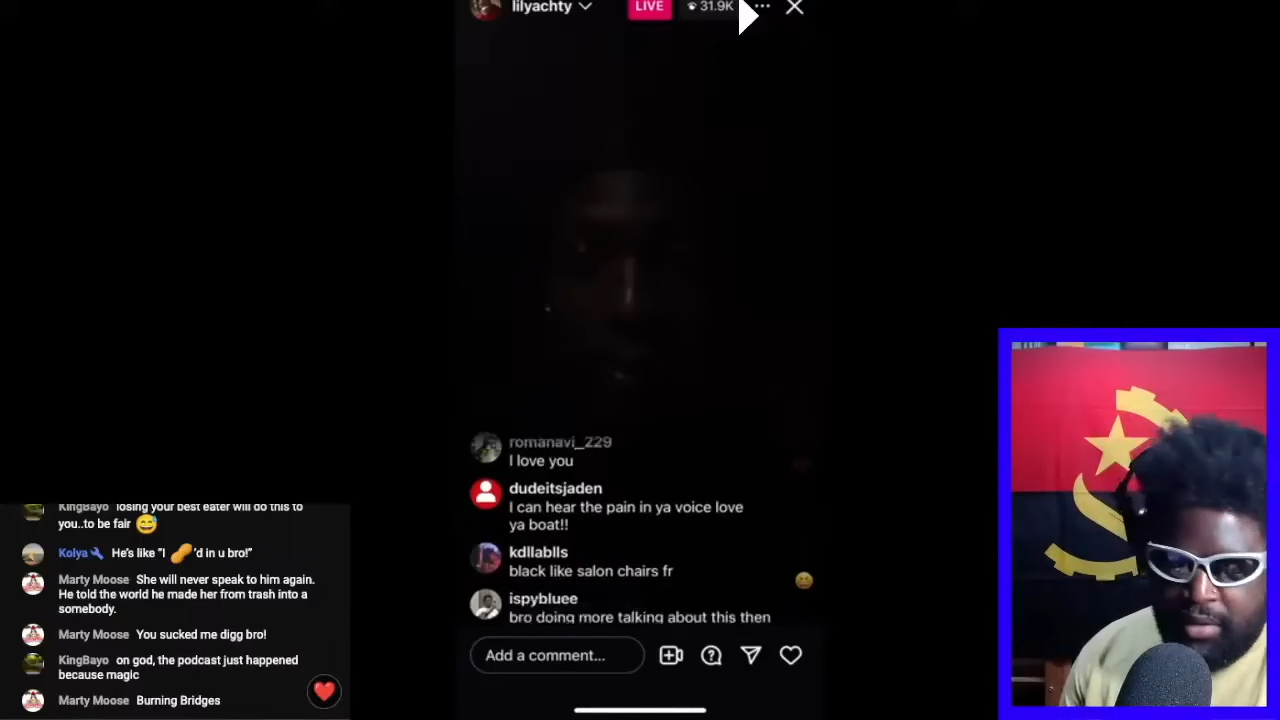 lilyachty
LIVE
31.9K
romanavi_229
I love you
dudeitsjaden
I can hear the pain in ya voice love
ya boat!!
kdllablls
black like salon chairs fr
ispybluee
bro doing more talking about this then
Add a comment...
KingBayo losing your best eater will do this to
you..to be fair 😅
Kolya🔧 He's like "I 🥜'd in u bro!"
Marty Moose She will never speak to him again.
He told the world he made her from trash into a
somebody.
Marty Moose You sucked me digg bro!
KingBayo on god, the podcast just happened
because magic
Marty Moose Burning Bridges